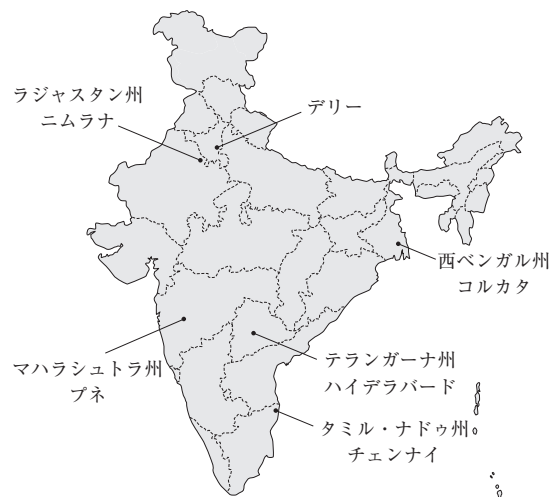 ラジャスタン州
ニムラナ
デリー
西ベンガル州
コルカタ
マハラシュトラ州
プネ
テランガーナ州
ハイデラバード
タミル・ナドゥ州
チェンナイ